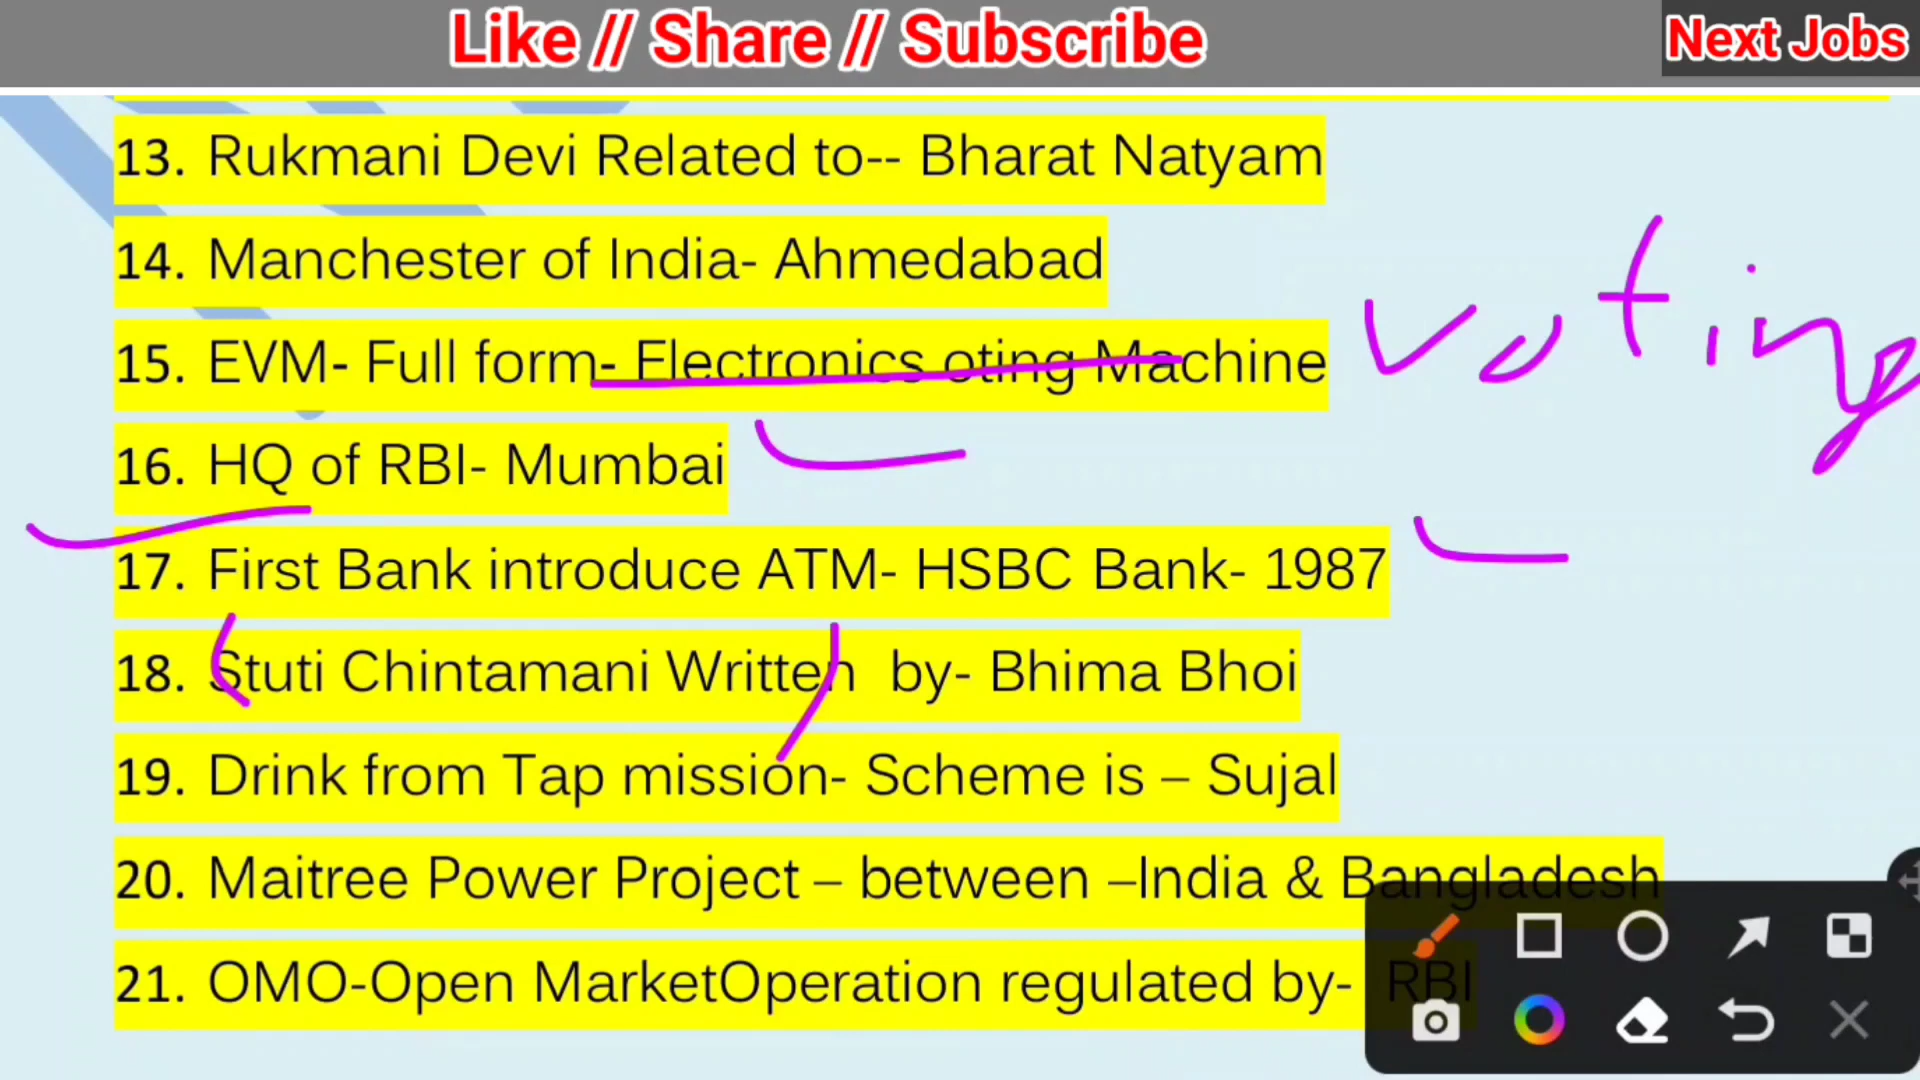 Like // Share // Subscribe
Next Jobs
13. Rukmani Devi Related to-- Bharat Natyam
14. Manchester of India- Ahmedabad
15. EVM- Full form- Electronics oting Machine
voting
16. HQ of RBI- Mumbai
17. First Bank introduce ATM- HSBC Bank- 1987
18. Stuti Chintamani Written  by- Bhima Bhoi
19. Drink from Tap mission- Scheme is – Sujal
20. Maitree Power Project – between –India & Bangladesh
21. OMO-Open MarketOperation regulated by-  RBI